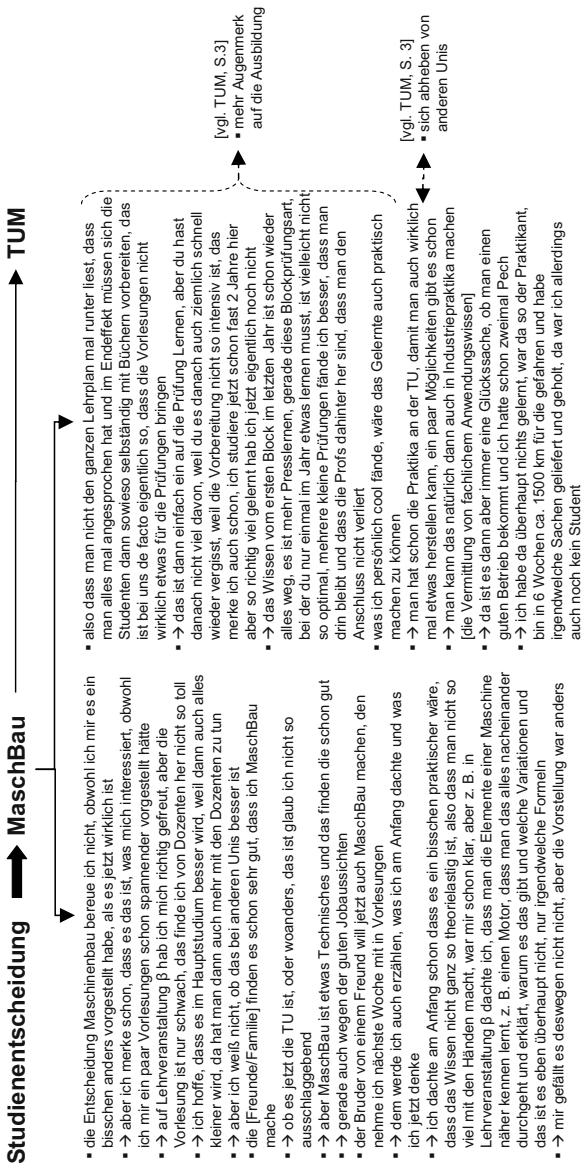 Studienentscheidung MaschBau TUM
▪ die Entscheidung Maschinenbau bereue ich nicht, obwohl ich mir es ein
bisschen anders vorgestellt habe, als es jetzt wirklich ist
▪ → aber ich merke schon, dass es das ist, was mich interessiert, obwohl
ich mir ein paar Vorlesungen schon spannender vorgestellt hätte
▪ → auf Lehrveranstaltung β hab ich mich richtig gefreut, aber die
Vorlesung ist nur schwach, das finde ich von Dozenten her nicht so toll
▪ → ich hoffe, dass es im Hauptstudium besser wird, weil dann auch alles
kleiner wird, da hat man dann auch mehr mit den Dozenten zu tun
▪ → aber ich weiß nicht, ob das bei anderen Unis besser ist
▪ die [Freunde/Familie] finden es schon sehr gut, dass ich MaschBau
mache
▪ → ob es jetzt die TU ist, oder woanders, das ist glaub ich nicht so
ausschlaggebend
▪ → aber MaschBau ist etwas Technisches und das finden die schon gut
▪ → gerade auch wegen der guten Jobaussichten
▪ der Bruder von einem Freund will jetzt auch MaschBau machen, den
nehme ich nächste Woche mit in Vorlesungen
▪ → dem werde ich auch erzählen, was ich am Anfang dachte und was
ich jetzt denke
▪ → ich dachte am Anfang schon dass es ein bisschen praktischer wäre,
dass das Wissen nicht ganz so theorielastig ist, also dass man nicht so
viel mit den Händen macht, war mir schon klar, aber z. B. in
Lehrveranstaltung β dachte ich, dass man die Elemente einer Maschine
näher kennen lernt, z. B. einen Motor, dass man das alles nacheinander
durchgeht und erklärt, warum es das gibt und welche Variationen und
das ist es eben überhaupt nicht, nur irgendwelche Formeln
▪ → mir gefällt es deswegen nicht nicht, aber die Vorstellung war anders
▪ also dass man nicht den ganzen Lehrplan mal runter liest, dass
man alles mal angesprochen hat und im Endeffekt müssen sich die
Studenten dann sowieso selbständig mit Büchern vorbereiten, das
ist bei uns de facto eigentlich so, dass die Vorlesungen nicht
wirklich etwas für die Prüfungen bringen
▪ → das ist dann einfach ein auf die Prüfung Lernen, aber du hast
danach nicht viel davon, weil du es danach auch ziemlich schnell
wieder vergisst, weil die Vorbereitung nicht so intensiv ist, das
merke ich auch schon, ich studiere jetzt schon fast 2 Jahre hier
aber so richtig viel gelernt hab ich jetzt eigentlich noch nicht
▪ → das Wissen vom ersten Block im letzten Jahr ist schon wieder
alles weg, es ist mehr Presslernen, gerade diese Blockprüfungsart,
bei der du nur einmal im Jahr etwas lernen musst, ist vielleicht nicht
so optimal, mehrere kleine Prüfungen fände ich besser, dass man
drin bleibt und dass die Profs dahinter her sind, dass man den
Anschluss nicht verliert
▪ was ich persönlich cool fände, wäre das Gelernte auch praktisch
machen zu können
▪ → man hat schon die Praktika an der TU, damit man auch wirklich
mal etwas herstellen kann, ein paar Möglichkeiten gibt es schon
▪ → man kann das natürlich dann auch in Industriepraktika machen
[die Vermittlung von fachlichem Anwendungswissen]
▪ → da ist es dann aber immer eine Glückssache, ob man einen
guten Betrieb bekommt und ich hatte schon zweimal Pech
▪ → ich habe da überhaupt nichts gelernt, war da so der Praktikant,
bin in 6 Wochen ca. 1500 km für die gefahren und habe
irgendwelche Sachen geliefert und geholt, da war ich allerdings
auch noch kein Student
[vgl. TUM, S.3]
▪ mehr Augenmerk
auf die Ausbildung
[vgl. TUM, S. 3]
▪ sich abheben von
anderen Unis